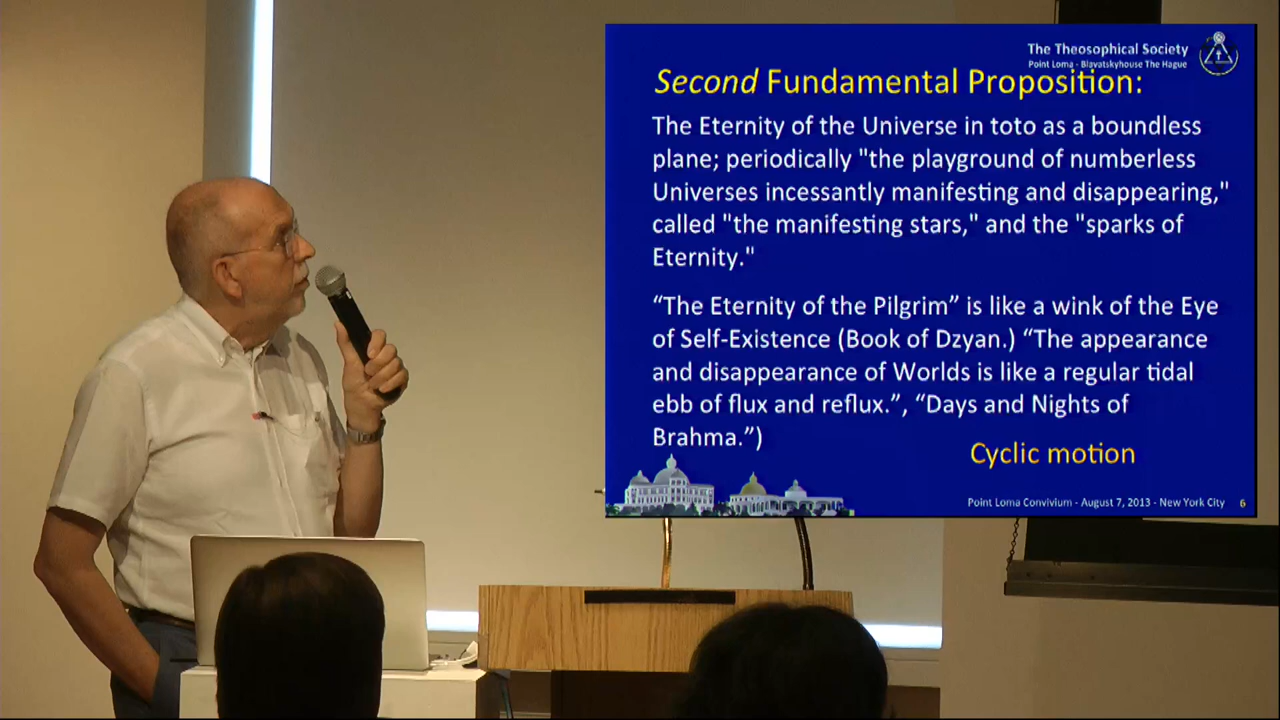 The Theosophical Society
Point Loma - Blavatskyhouse The Hague
Second Fundamental Proposition:
The Eternity of the Universe in toto as a boundless
plane; periodically "the playground of numberless
Universes incessantly manifesting and disappearing,"
called "the manifesting stars," and the "sparks of
Eternity."
“The Eternity of the Pilgrim” is like a wink of the Eye
of Self-Existence (Book of Dzyan.) “The appearance
and disappearance of Worlds is like a regular tidal
ebb of flux and reflux.”, “Days and Nights of
Brahma.”)
Cyclic motion
Point Loma Convivium - August 7, 2013 - New York City 6